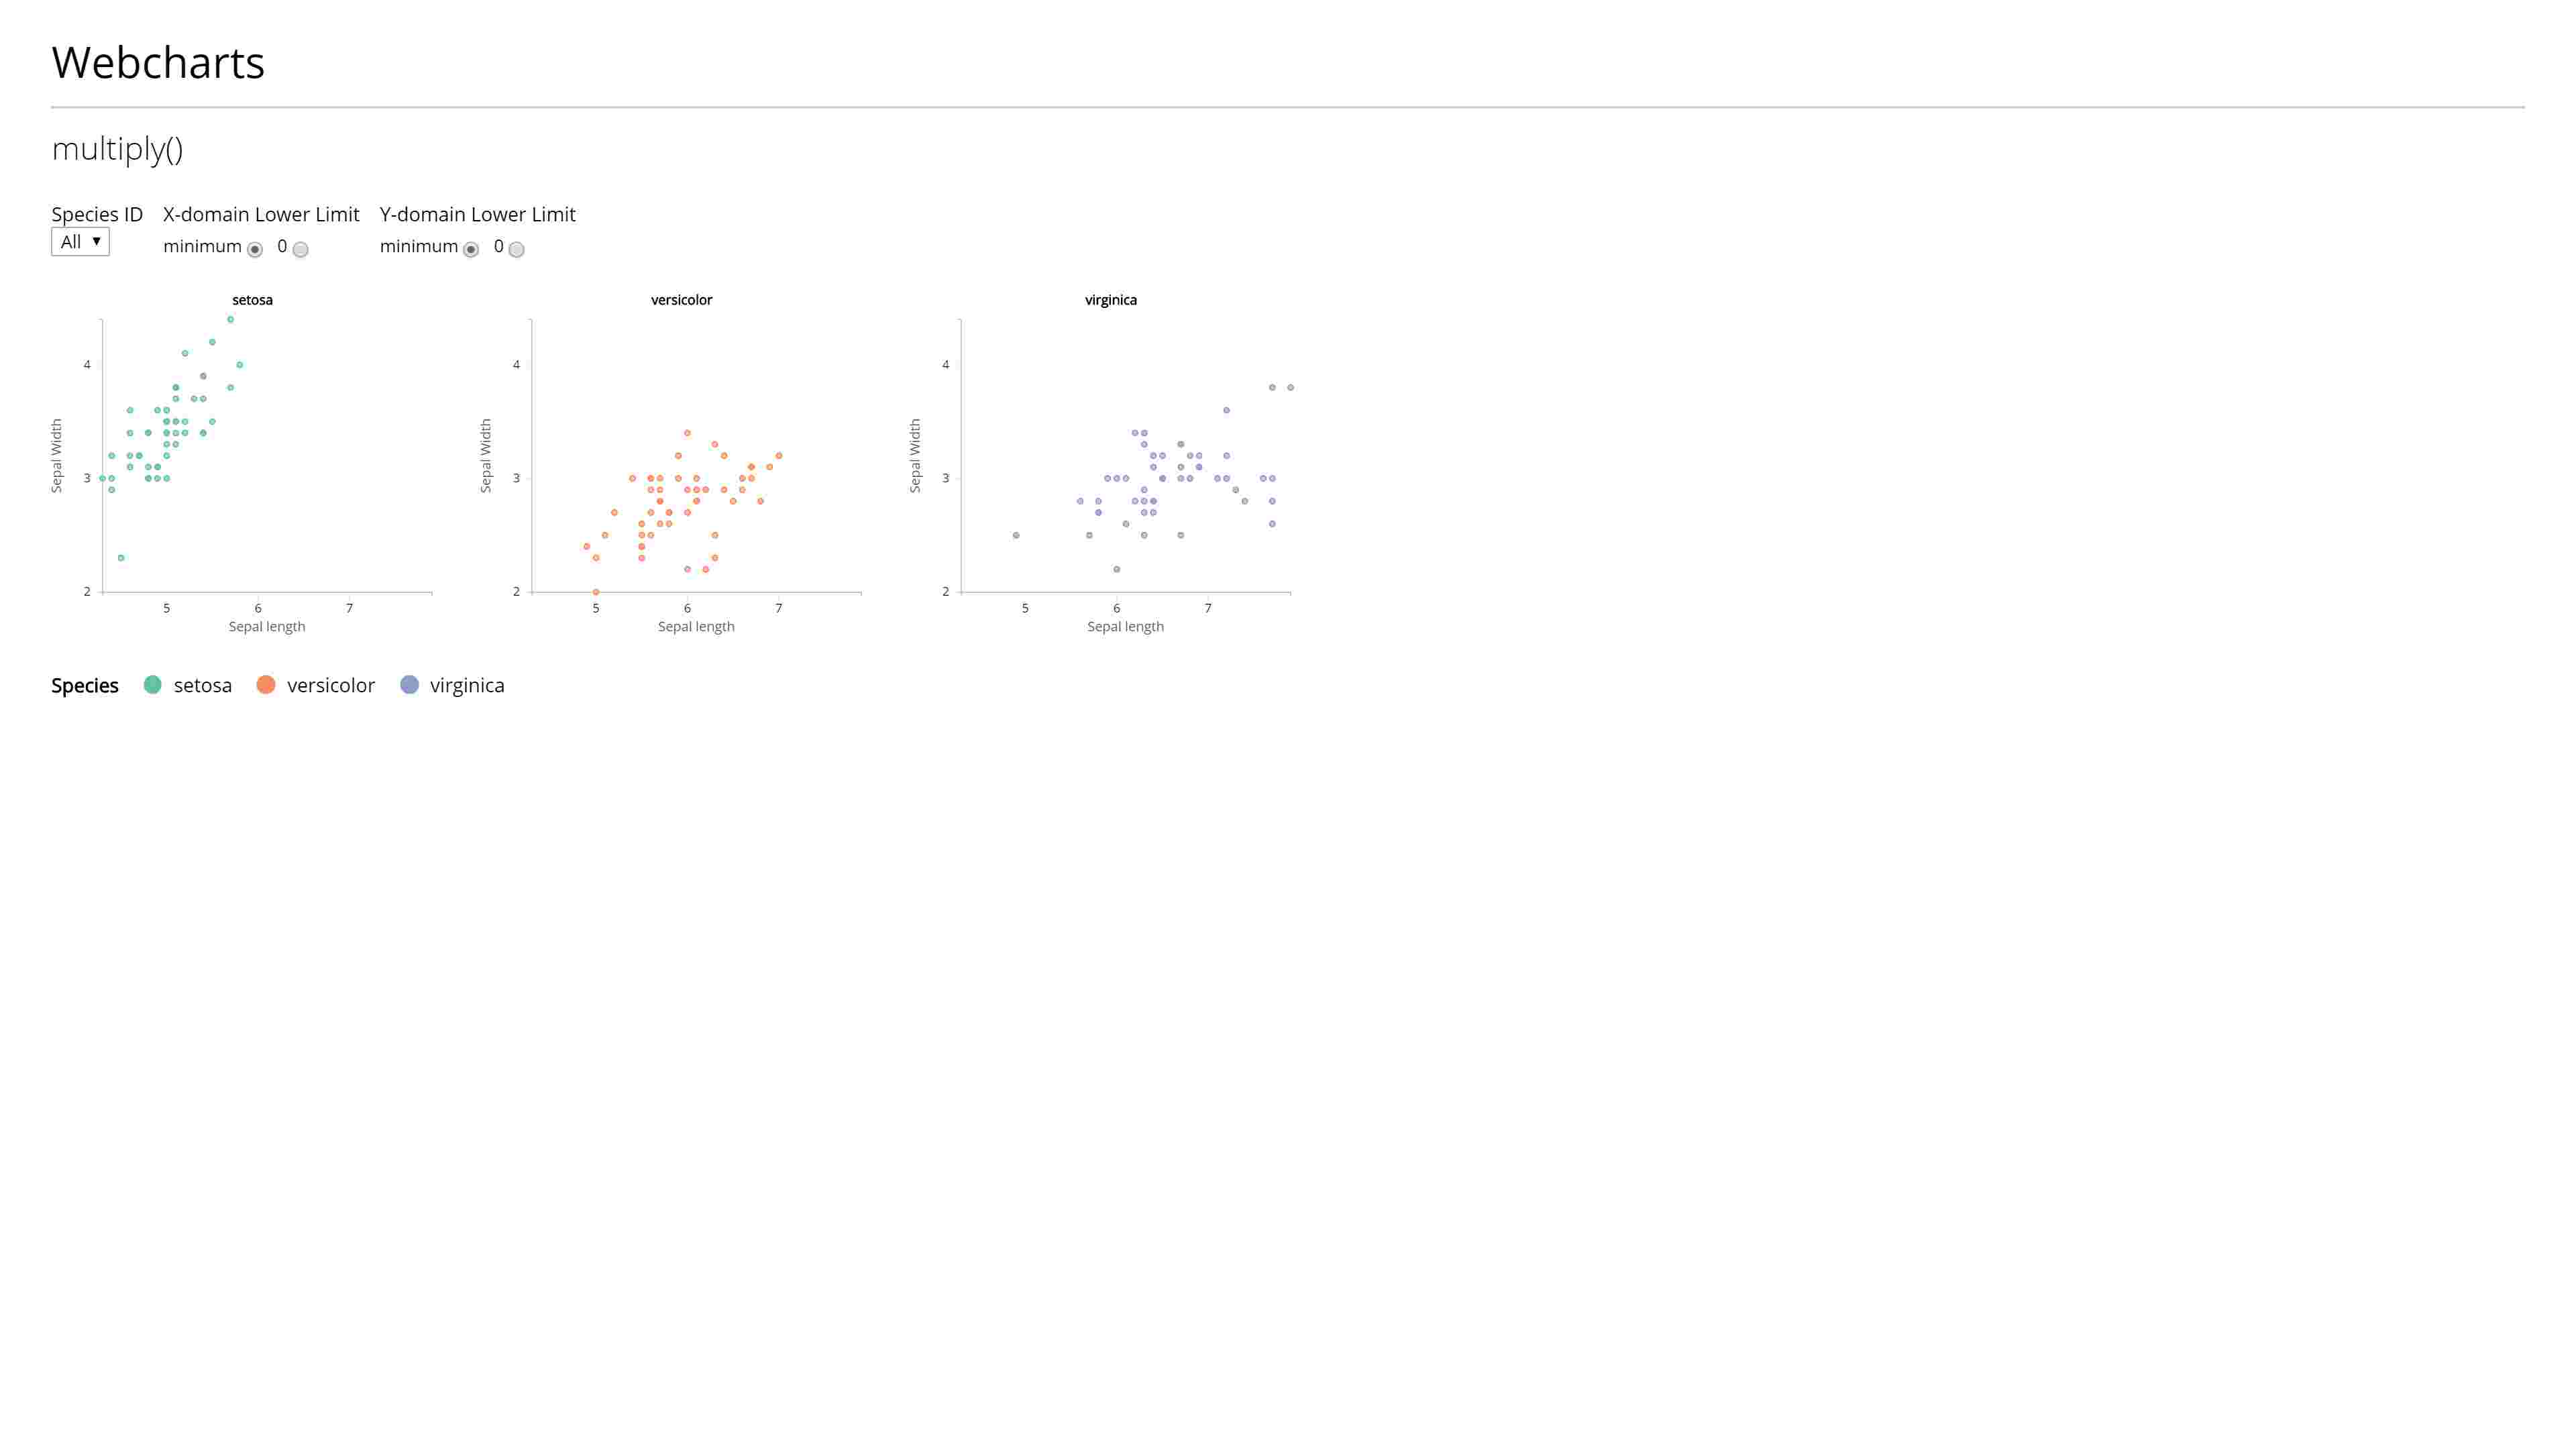 Webcharts
multiply()
Species ID X-domain Lower Limit Y-domain Lower Limit
All ▼ minimum 0 minimum 0
setosa versicolor virginica
4 4 4
Sepal Width Sepal Width Sepal Width
3 3 3
2 2 2
5 6 7 5 6 7 5 6 7
Sepal length Sepal length Sepal length
Species setosa versicolor virginica